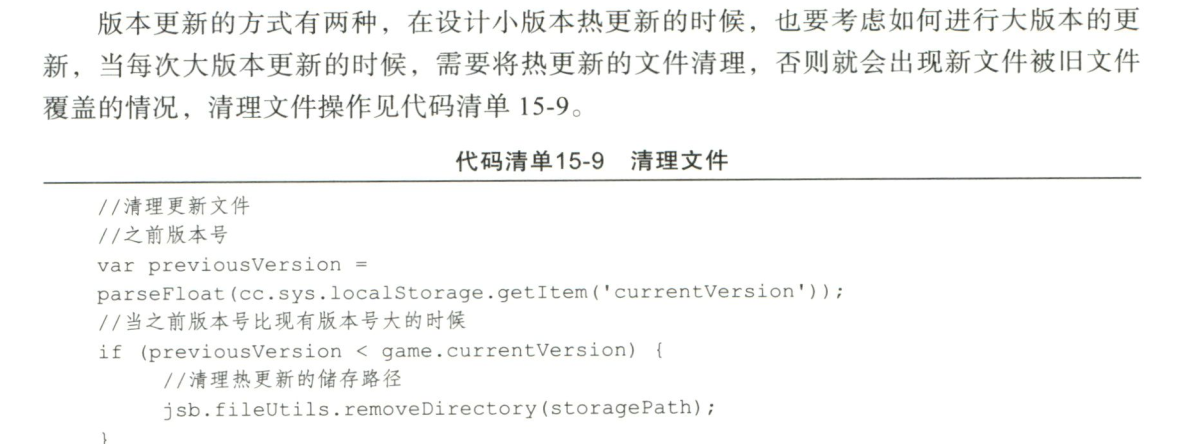 版本更新的方式有两种，在设计小版本热更新的时候，也要考虑如何进行大版本的更
新，当每次大版本更新的时候，需要将热更新的文件清理，否则就会出现新文件被旧文件
覆盖的情况，清理文件操作见代码清单 15-9。
代码清单15-9 清理文件
//清理更新文件
//之前版本号
var previousVersion =
parseFloat(cc.sys.localStorage.getItem('currentVersion'));
//当之前版本号比现有版本号大的时候
if (previousVersion < game.currentVersion) {
//清理热更新的储存路径
jsb.fileUtils.removeDirectory(storagePath);
}